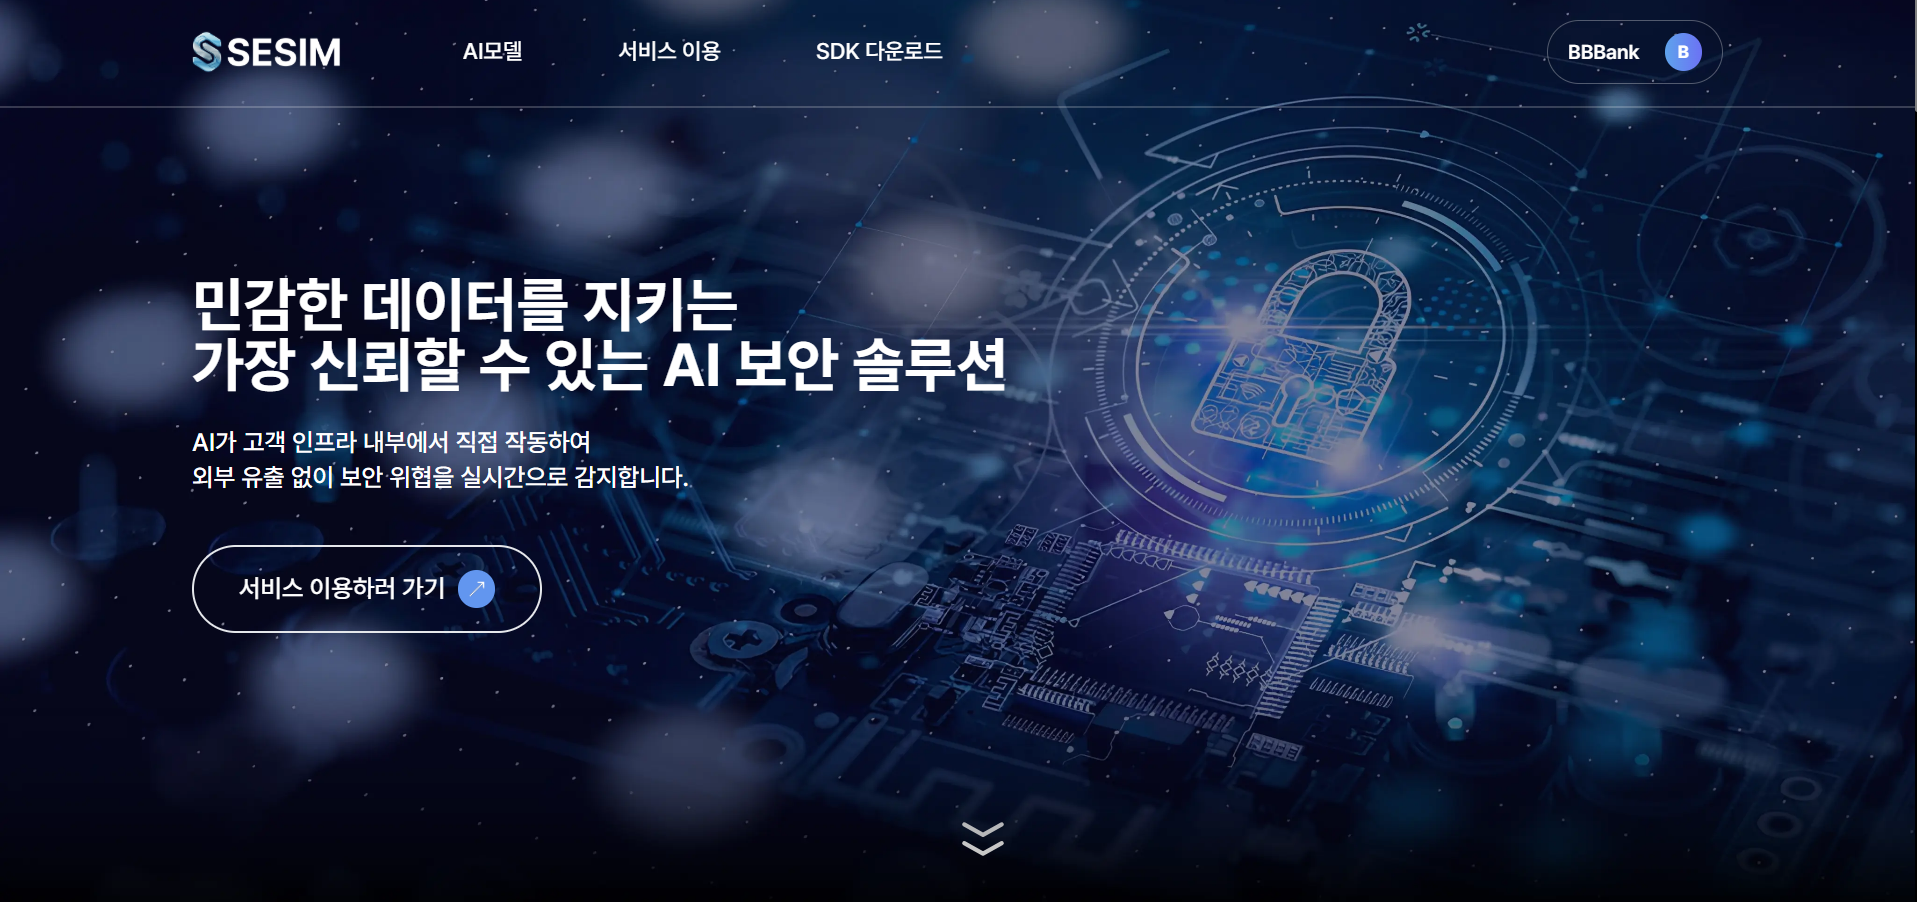 SESIM
AI모델
서비스 이용
SDK 다운로드
BBBank
B
민감한 데이터를 지키는
가장 신뢰할 수 있는 AI 보안 솔루션
AI가 고객 인프라 내부에서 직접 작동하여
외부 유출 없이 보안 위협을 실시간으로 감지합니다.
서비스 이용하러 가기